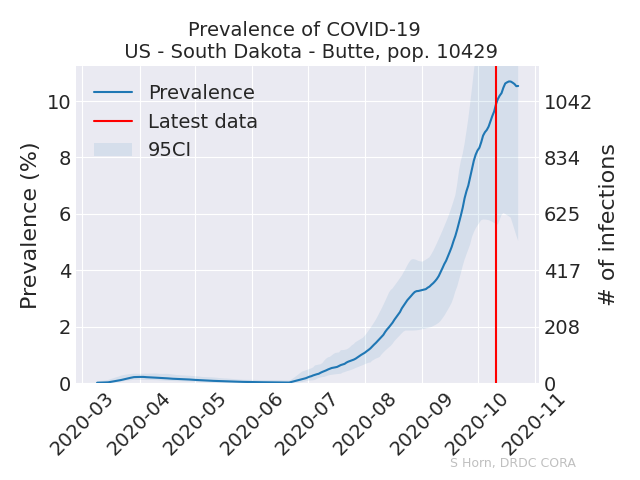 Prevalence of COVID-19
US - South Dakota - Butte, pop. 10429
Prevalence
Latest data
95CI
Prevalence (%)
10
8
6
4
2
0
1042
834
625
417
208
0
# of infections
2020-03
2020-04
2020-05
2020-06
2020-07
2020-08
2020-09
2020-10
2020-11
S Horn, DRDC CORA